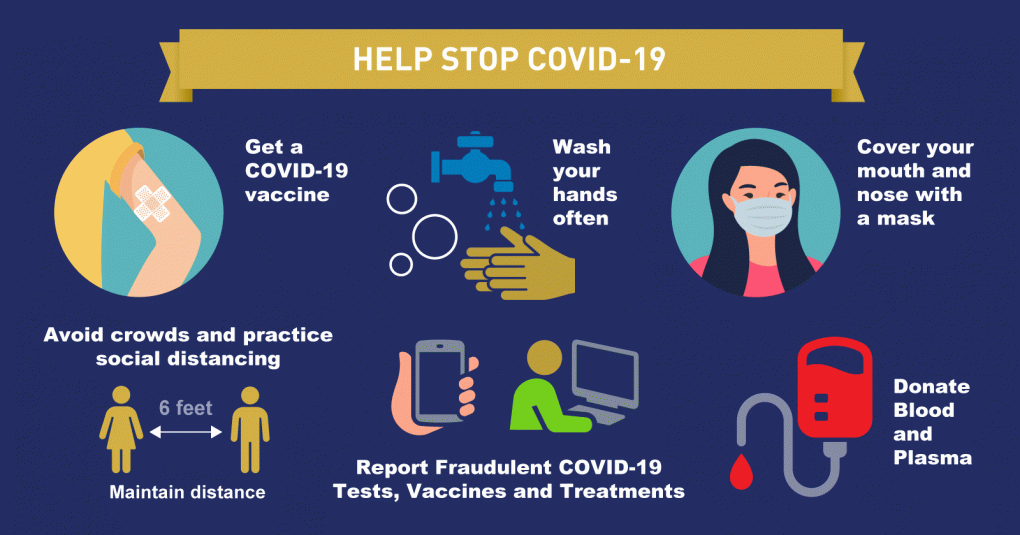 HELP STOP COVID-19
Get a
COVID-19
vaccine
Wash
your
hands
often
Cover your
mouth and
nose with
a mask
Avoid crowds and practice
social distancing
6 feet
Maintain distance
Report Fraudulent COVID-19
Tests, Vaccines and Treatments
Donate
Blood
and
Plasma